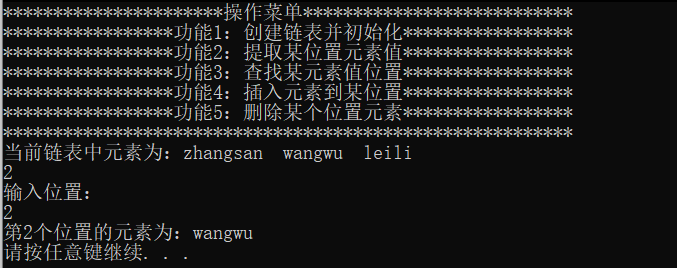 **********************操作菜单***************************
*****************功能1：创建链表并初始化*****************
*****************功能2：提取某位置元素值*****************
*****************功能3：查找某元素值位置*****************
*****************功能4：插入元素到某位置*****************
*****************功能5：删除某个位置元素*****************
*********************************************************
当前链表中元素为：zhangsan  wangwu  leili
2
输入位置：
2
第2个位置的元素为：wangwu
请按任意键继续. . .